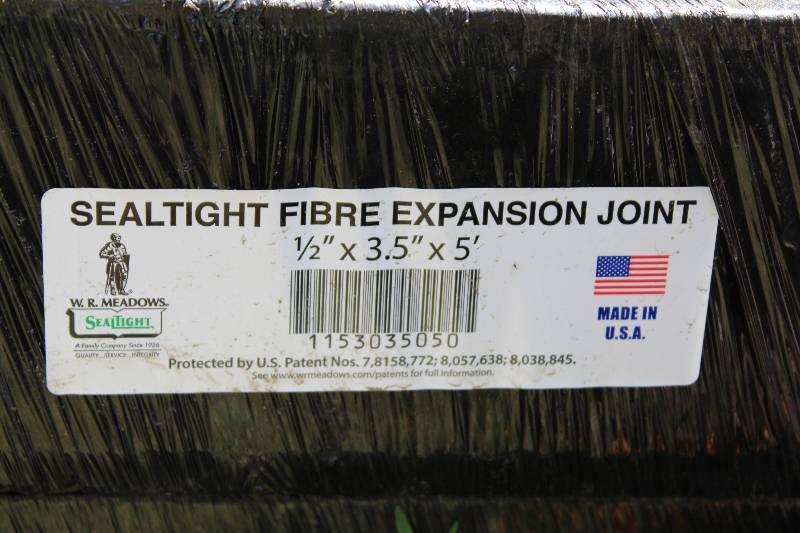 SEALTIGHT FIBRE EXPANSION JOINT
½" x 3.5" x 5'
W. R. MEADOWS®
SEALTIGHT
A Family Company Since 1926
QUALITY...SERVICE...INTEGRITY
1153035050
MADE IN
U.S.A.
Protected by U.S. Patent Nos. 7,8158,772; 8,057,638; 8,038,845.
See www.wrmeadows.com/patents for full information.